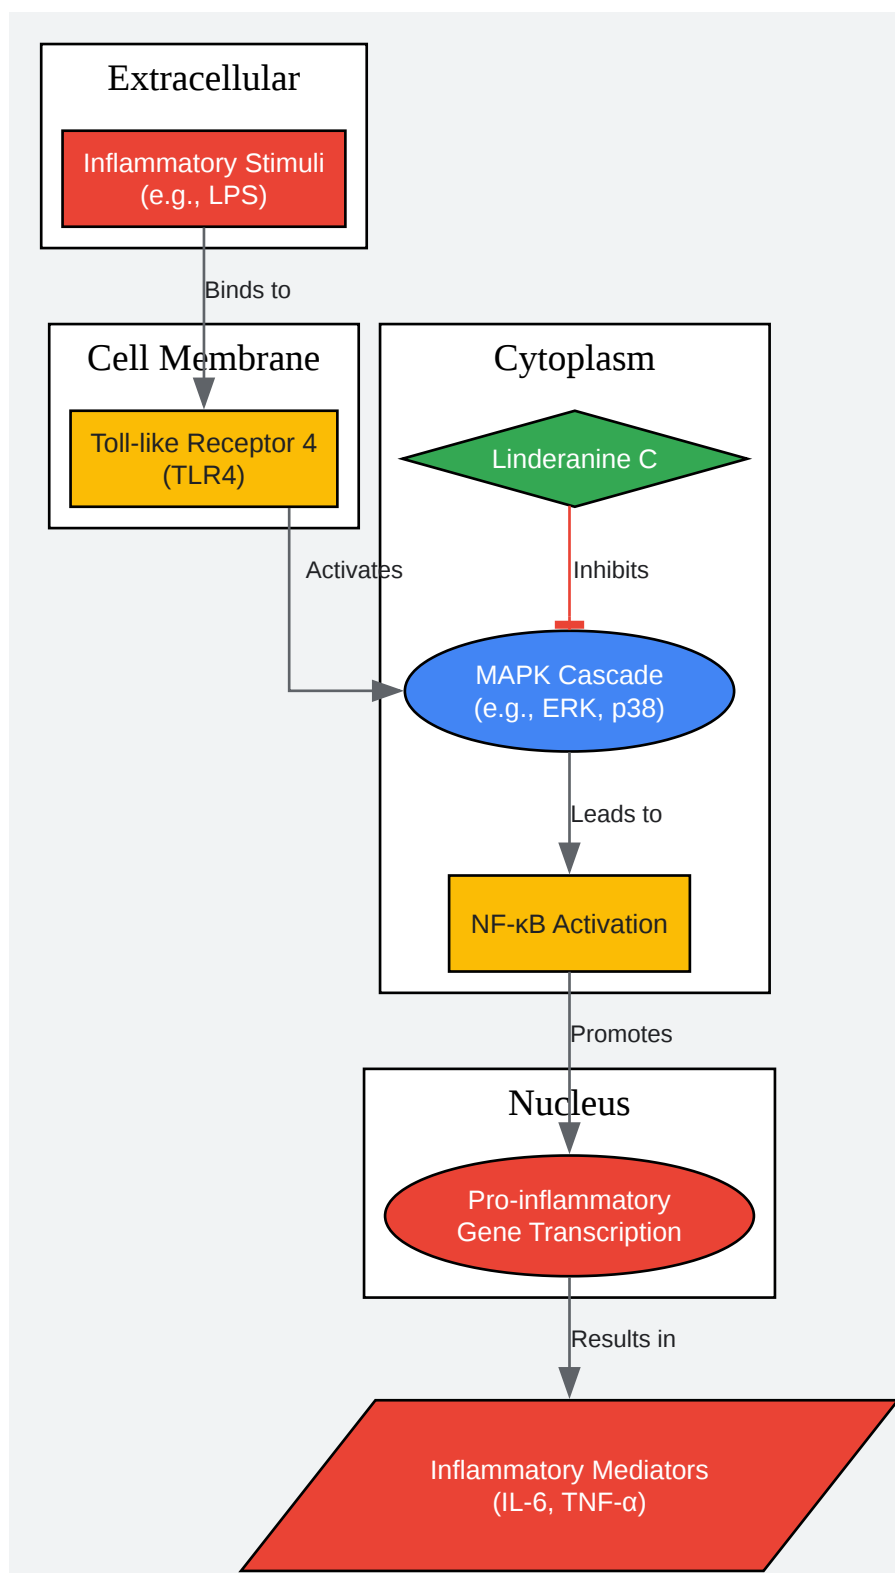 Extracellular
Inflammatory Stimuli
(e.g., LPS)
Binds to
Cell Membrane
Toll-like Receptor 4
(TLR4)
Activates
Cytoplasm
Linderanine C
Inhibits
MAPK Cascade
(e.g., ERK, p38)
Leads to
NF-κB Activation
Promotes
Nucleus
Pro-inflammatory
Gene Transcription
Results in
Inflammatory Mediators
(IL-6, TNF-α)